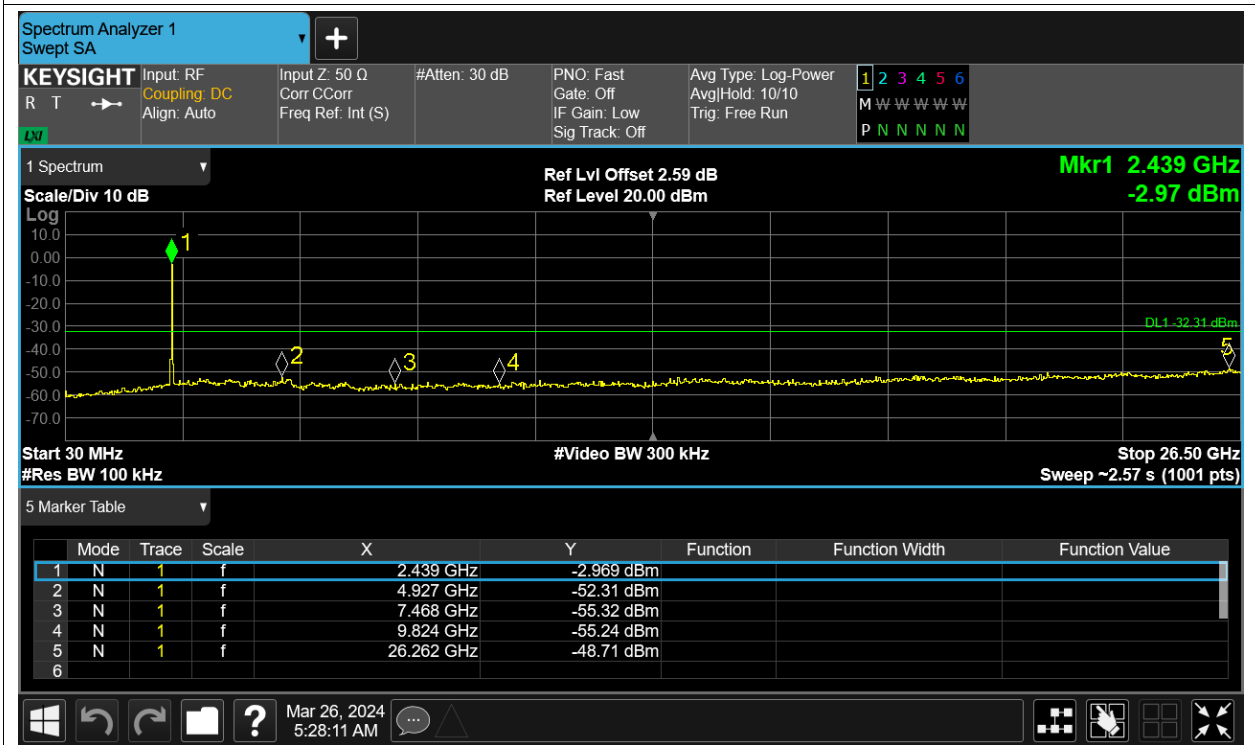 Spectrum Analyzer 1
Swept SA
KEYSIGHT
R T
LXI
Input: RF
Coupling: DC
Align: Auto
Input Z: 50 Ω
Corr CCorr
Freq Ref: Int (S)
#Atten: 30 dB
PNO: Fast
Gate: Off
IF Gain: Low
Sig Track: Off
Avg Type: Log-Power
Avg|Hold: 10/10
Trig: Free Run
1 2 3 4 5 6
M W W W W W
P N N N N N
1 Spectrum
Scale/Div 10 dB
Ref Lvl Offset 2.59 dB
Ref Level 20.00 dBm
Mkr1 2.439 GHz
-2.97 dBm
Log
10.0
0.00
-10.0
-20.0
-30.0
-40.0
-50.0
-60.0
-70.0
1
2
3
4
5
DL1 -32.31 dBm
Start 30 MHz
#Res BW 100 kHz
#Video BW 300 kHz
Stop 26.50 GHz
Sweep ~2.57 s (1001 pts)
5 Marker Table
Mode Trace Scale X Y Function Function Width Function Value
1 N 1 f 2.439 GHz -2.969 dBm
2 N 1 f 4.927 GHz -52.31 dBm
3 N 1 f 7.468 GHz -55.32 dBm
4 N 1 f 9.824 GHz -55.24 dBm
5 N 1 f 26.262 GHz -48.71 dBm
6
?
Mar 26, 2024
5:28:11 AM